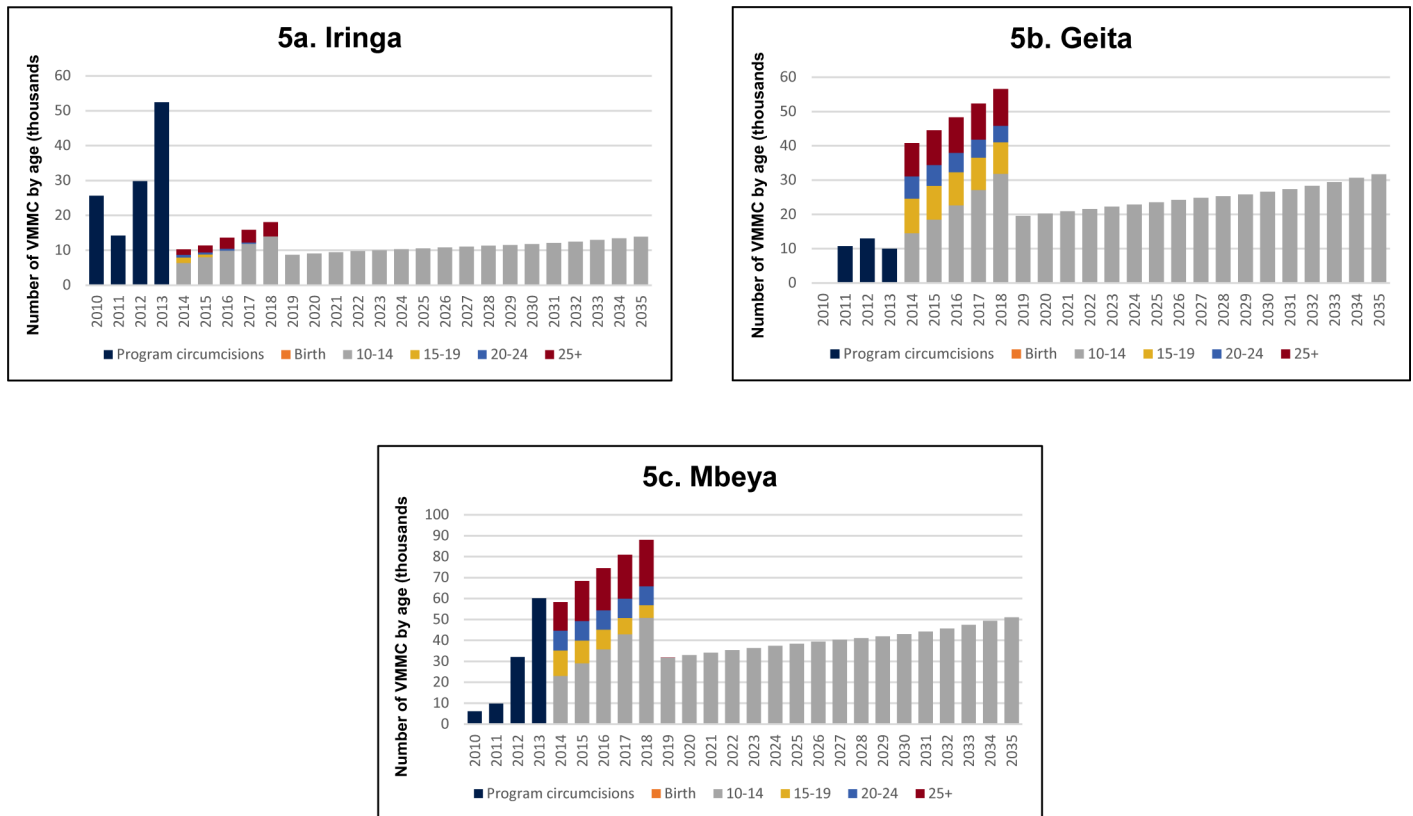 5a. Iringa
Number of VMMC by age (thousands
60
50
40
30
20
10
0
2010 2011 2012 2013 2014 2015 2016 2017 2018 2019 2020 2021 2022 2023 2024 2025 2026 2027 2028 2029 2030 2031 2032 2033 2034 2035
Program circumcisions Birth 10-14 15-19 20-24 25+
5b. Geita
Number of VMMC by age (thousands
60
50
40
30
20
10
0
2010 2011 2012 2013 2014 2015 2016 2017 2018 2019 2020 2021 2022 2023 2024 2025 2026 2027 2028 2029 2030 2031 2032 2033 2034 2035
Program circumcisions Birth 10-14 15-19 20-24 25+
5c. Mbeya
Number of VMMC by age (thousands
100
90
80
70
60
50
40
30
20
10
0
2010 2011 2012 2013 2014 2015 2016 2017 2018 2019 2020 2021 2022 2023 2024 2025 2026 2027 2028 2029 2030 2031 2032 2033 2034 2035
Program circumcisions Birth 10-14 15-19 20-24 25+